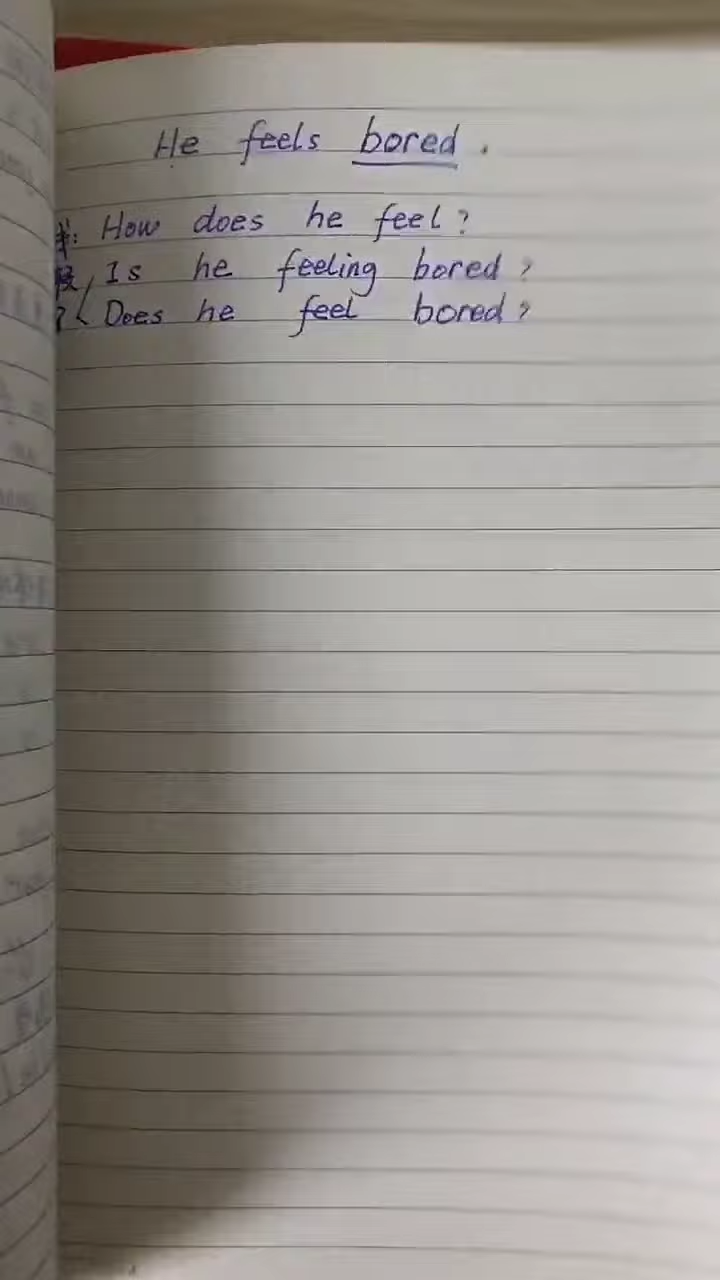 He feels bored.
How does he feel?
Is he feeling bored?
Does he feel bored?